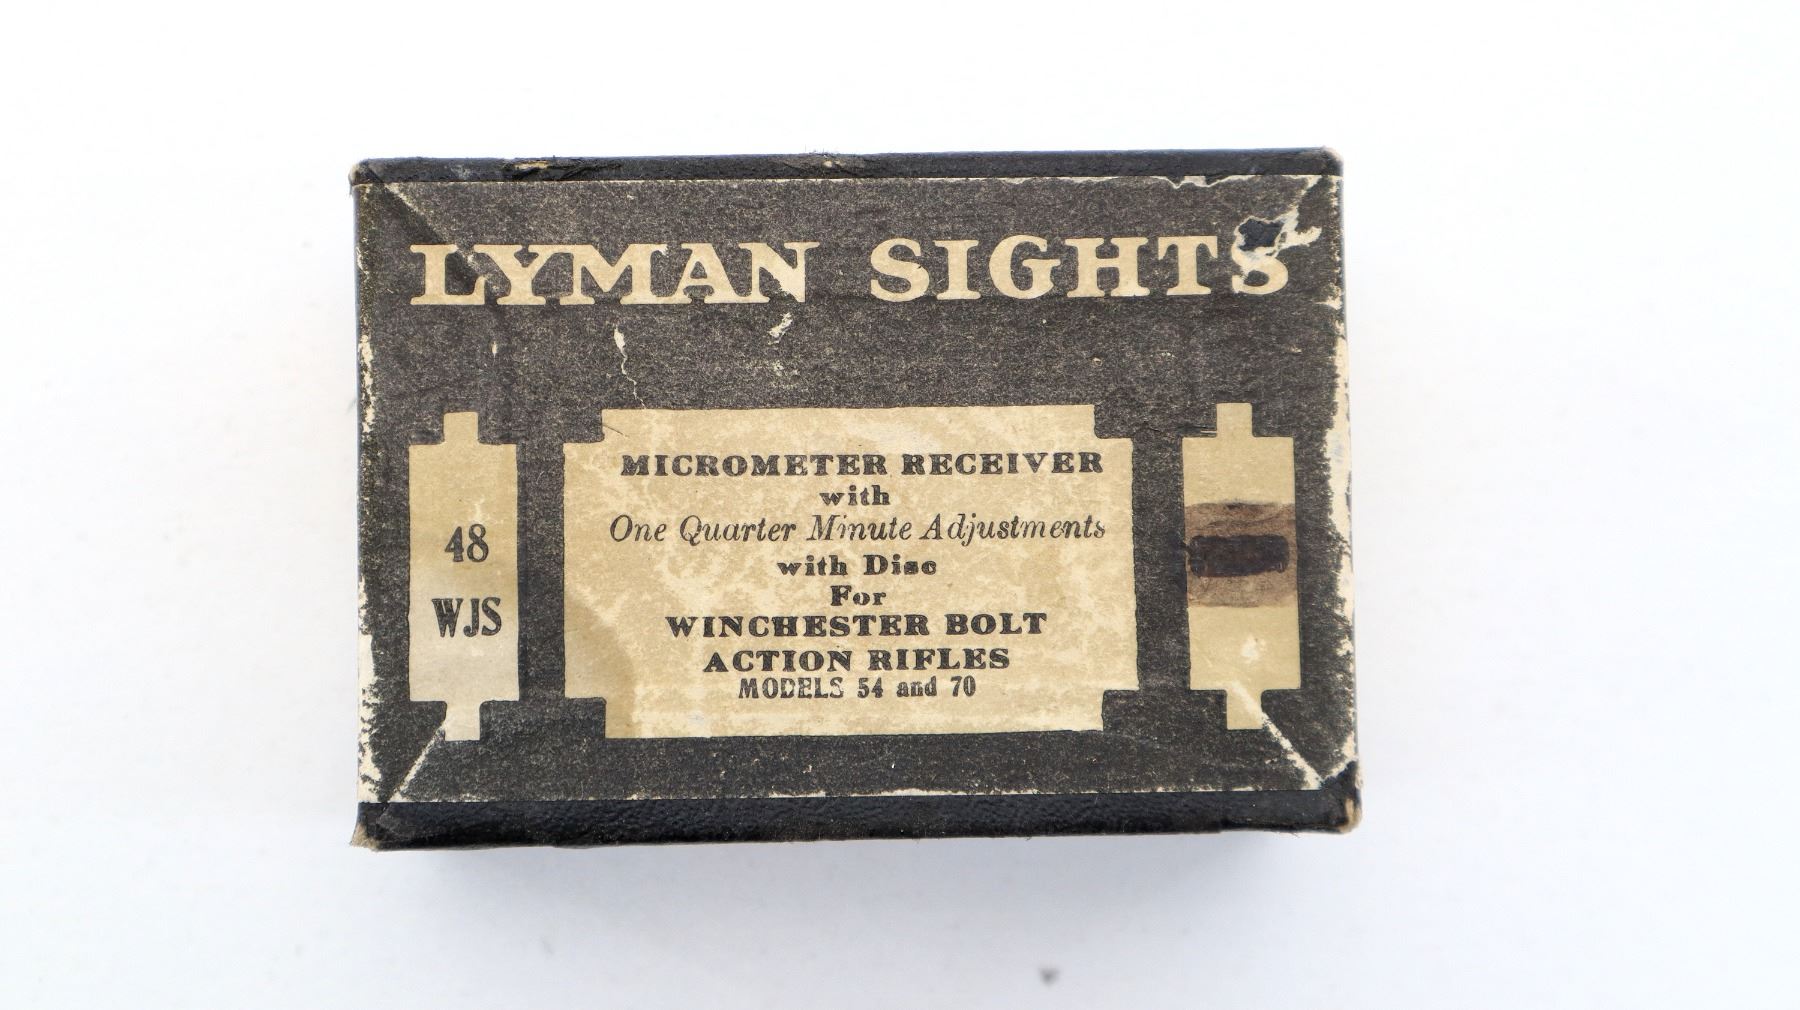 LYMAN SIGHTS
48
WJS
MICROMETER RECEIVER
with
One Quarter Minute Adjustments
with Disc
For
WINCHESTER BOLT
ACTION RIFLES
MODELS 54 and 70